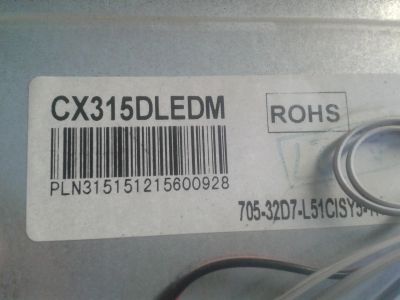 CX315DLEDM
ROHS
PLN315151215600928
705-32D7-L51CISY5-